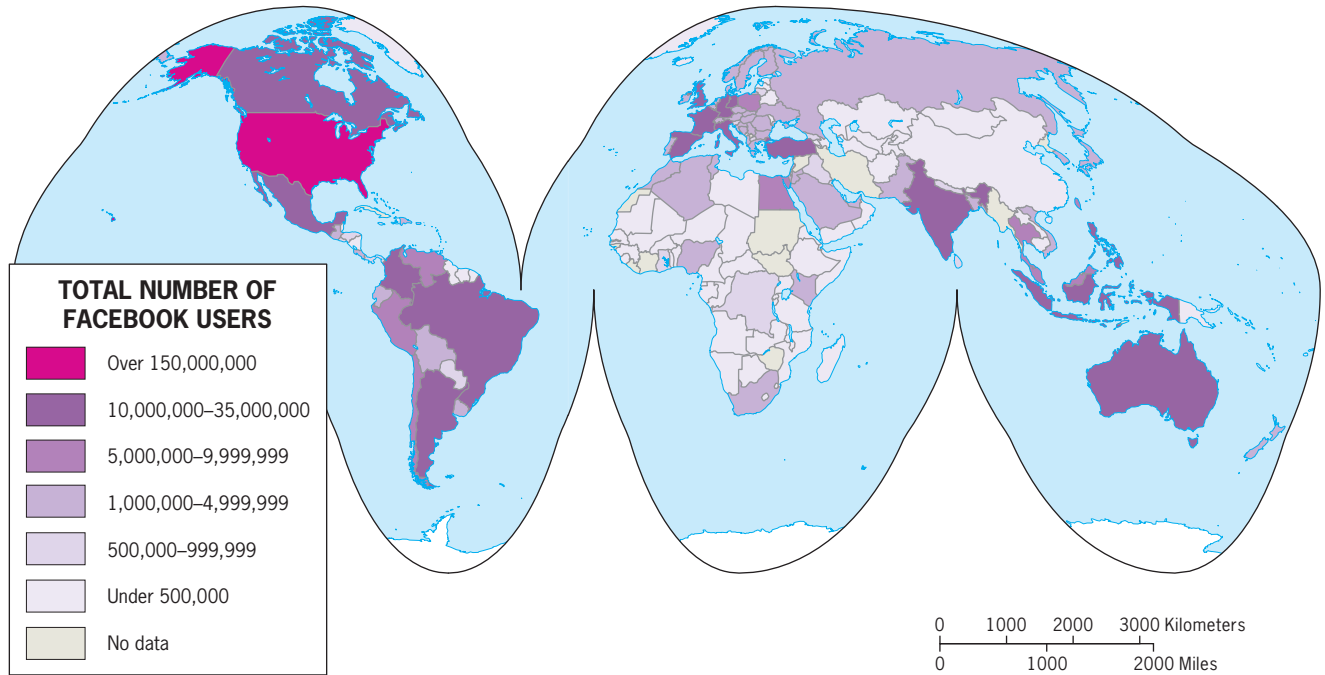 TOTAL NUMBER OF
FACEBOOK USERS
Over 150,000,000
10,000,000–35,000,000
5,000,000–9,999,999
1,000,000–4,999,999
500,000–999,999
Under 500,000
No data
0 1000 2000 3000 Kilometers
0 1000 2000 Miles